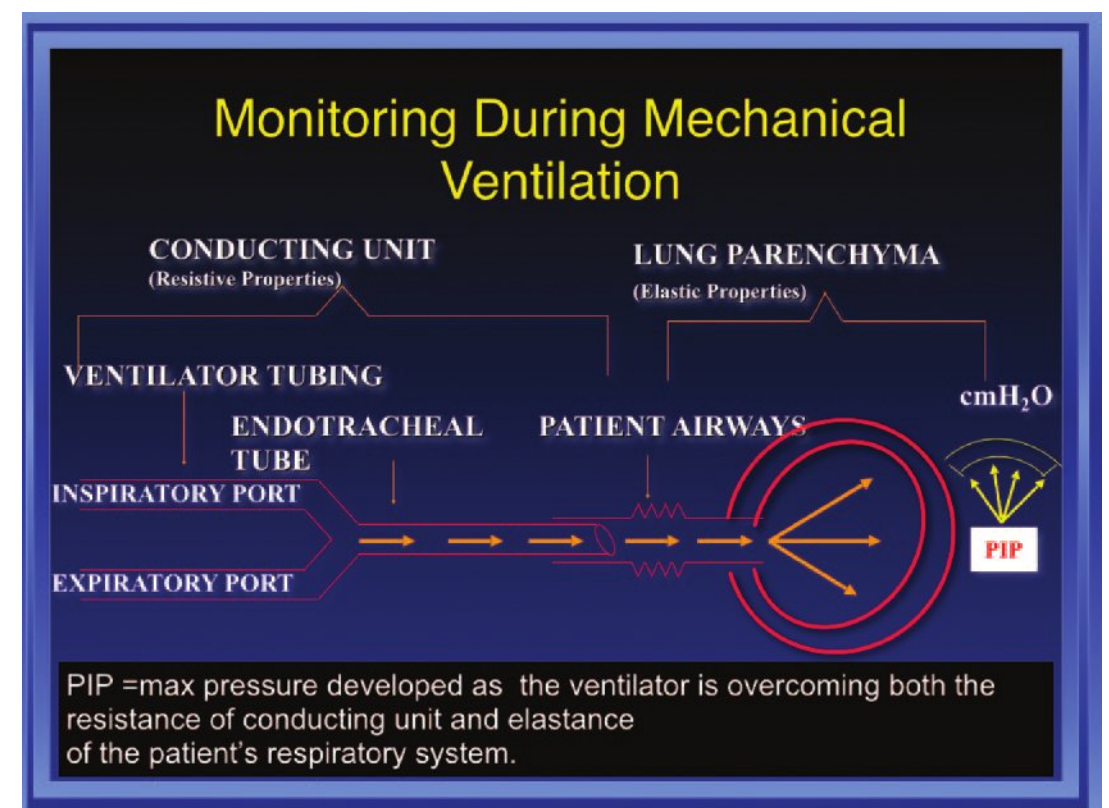 Monitoring During Mechanical
Ventilation
CONDUCTING UNIT
(Resistive Properties)
LUNG PARENCHYMA
(Elastic Properties)
VENTILATOR TUBING
cmH₂O
ENDOTRACHEAL
TUBE
PATIENT AIRWAYS
INSPIRATORY PORT
PIP
EXPIRATORY PORT
PIP =max pressure developed as the ventilator is overcoming both the
resistance of conducting unit and elastance
of the patient's respiratory system.